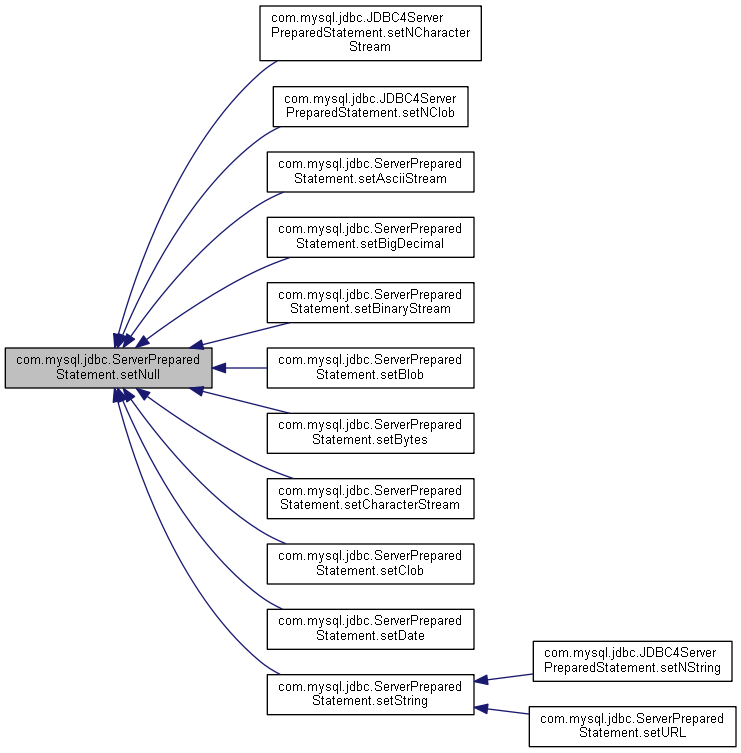 com.mysql.jdbc.JDBC4Server
PreparedStatement.setNCharacter
Stream
com.mysql.jdbc.JDBC4Server
PreparedStatement.setNClob
com.mysql.jdbc.ServerPrepared
Statement.setAsciiStream
com.mysql.jdbc.ServerPrepared
Statement.setBigDecimal
com.mysql.jdbc.ServerPrepared
Statement.setBinaryStream
com.mysql.jdbc.ServerPrepared
Statement.setNull
com.mysql.jdbc.ServerPrepared
Statement.setBlob
com.mysql.jdbc.ServerPrepared
Statement.setBytes
com.mysql.jdbc.ServerPrepared
Statement.setCharacterStream
com.mysql.jdbc.ServerPrepared
Statement.setClob
com.mysql.jdbc.ServerPrepared
Statement.setDate
com.mysql.jdbc.ServerPrepared
Statement.setString
com.mysql.jdbc.JDBC4Server
PreparedStatement.setNString
com.mysql.jdbc.ServerPrepared
Statement.setURL